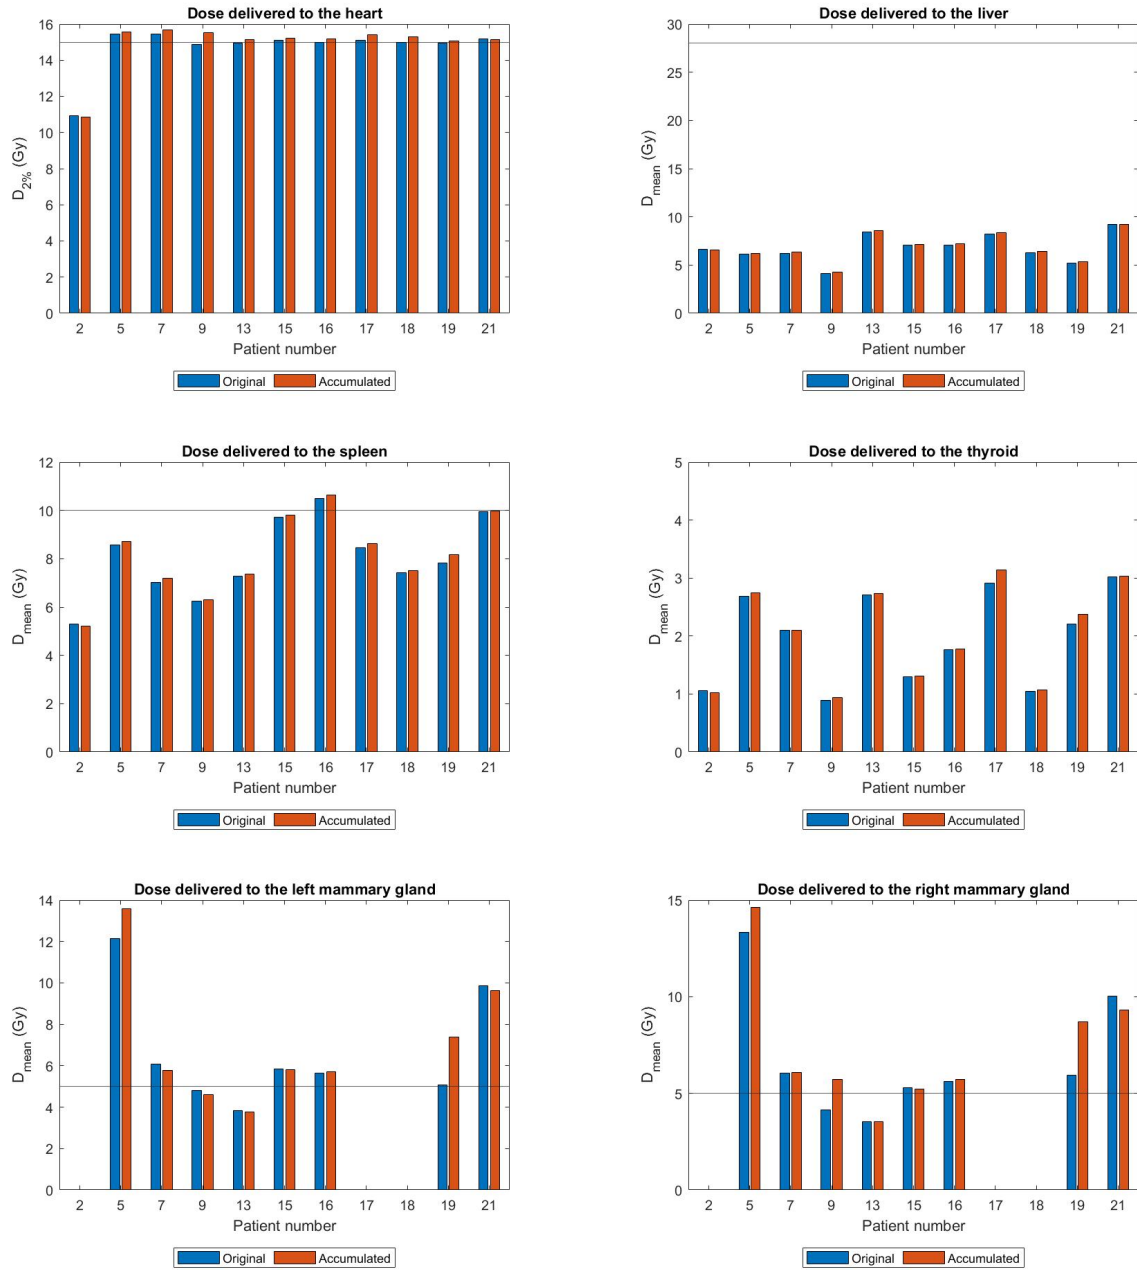 Dose delivered to the heart
16
14
12
10
8
6
4
2
0
D2% (Gy)
2 5 7 9 13 15 16 17 18 19 21
Patient number
Original Accumulated
Dose delivered to the liver
30
25
20
15
10
5
0
Dmean (Gy)
2 5 7 9 13 15 16 17 18 19 21
Patient number
Original Accumulated
Dose delivered to the spleen
12
10
8
6
4
2
0
Dmean (Gy)
2 5 7 9 13 15 16 17 18 19 21
Patient number
Original Accumulated
Dose delivered to the thyroid
5
4
3
2
1
0
Dmean (Gy)
2 5 7 9 13 15 16 17 18 19 21
Patient number
Original Accumulated
Dose delivered to the left mammary gland
14
12
10
8
6
4
2
0
Dmean (Gy)
2 5 7 9 13 15 16 17 18 19 21
Patient number
Original Accumulated
Dose delivered to the right mammary gland
15
10
5
0
Dmean (Gy)
2 5 7 9 13 15 16 17 18 19 21
Patient number
Original Accumulated